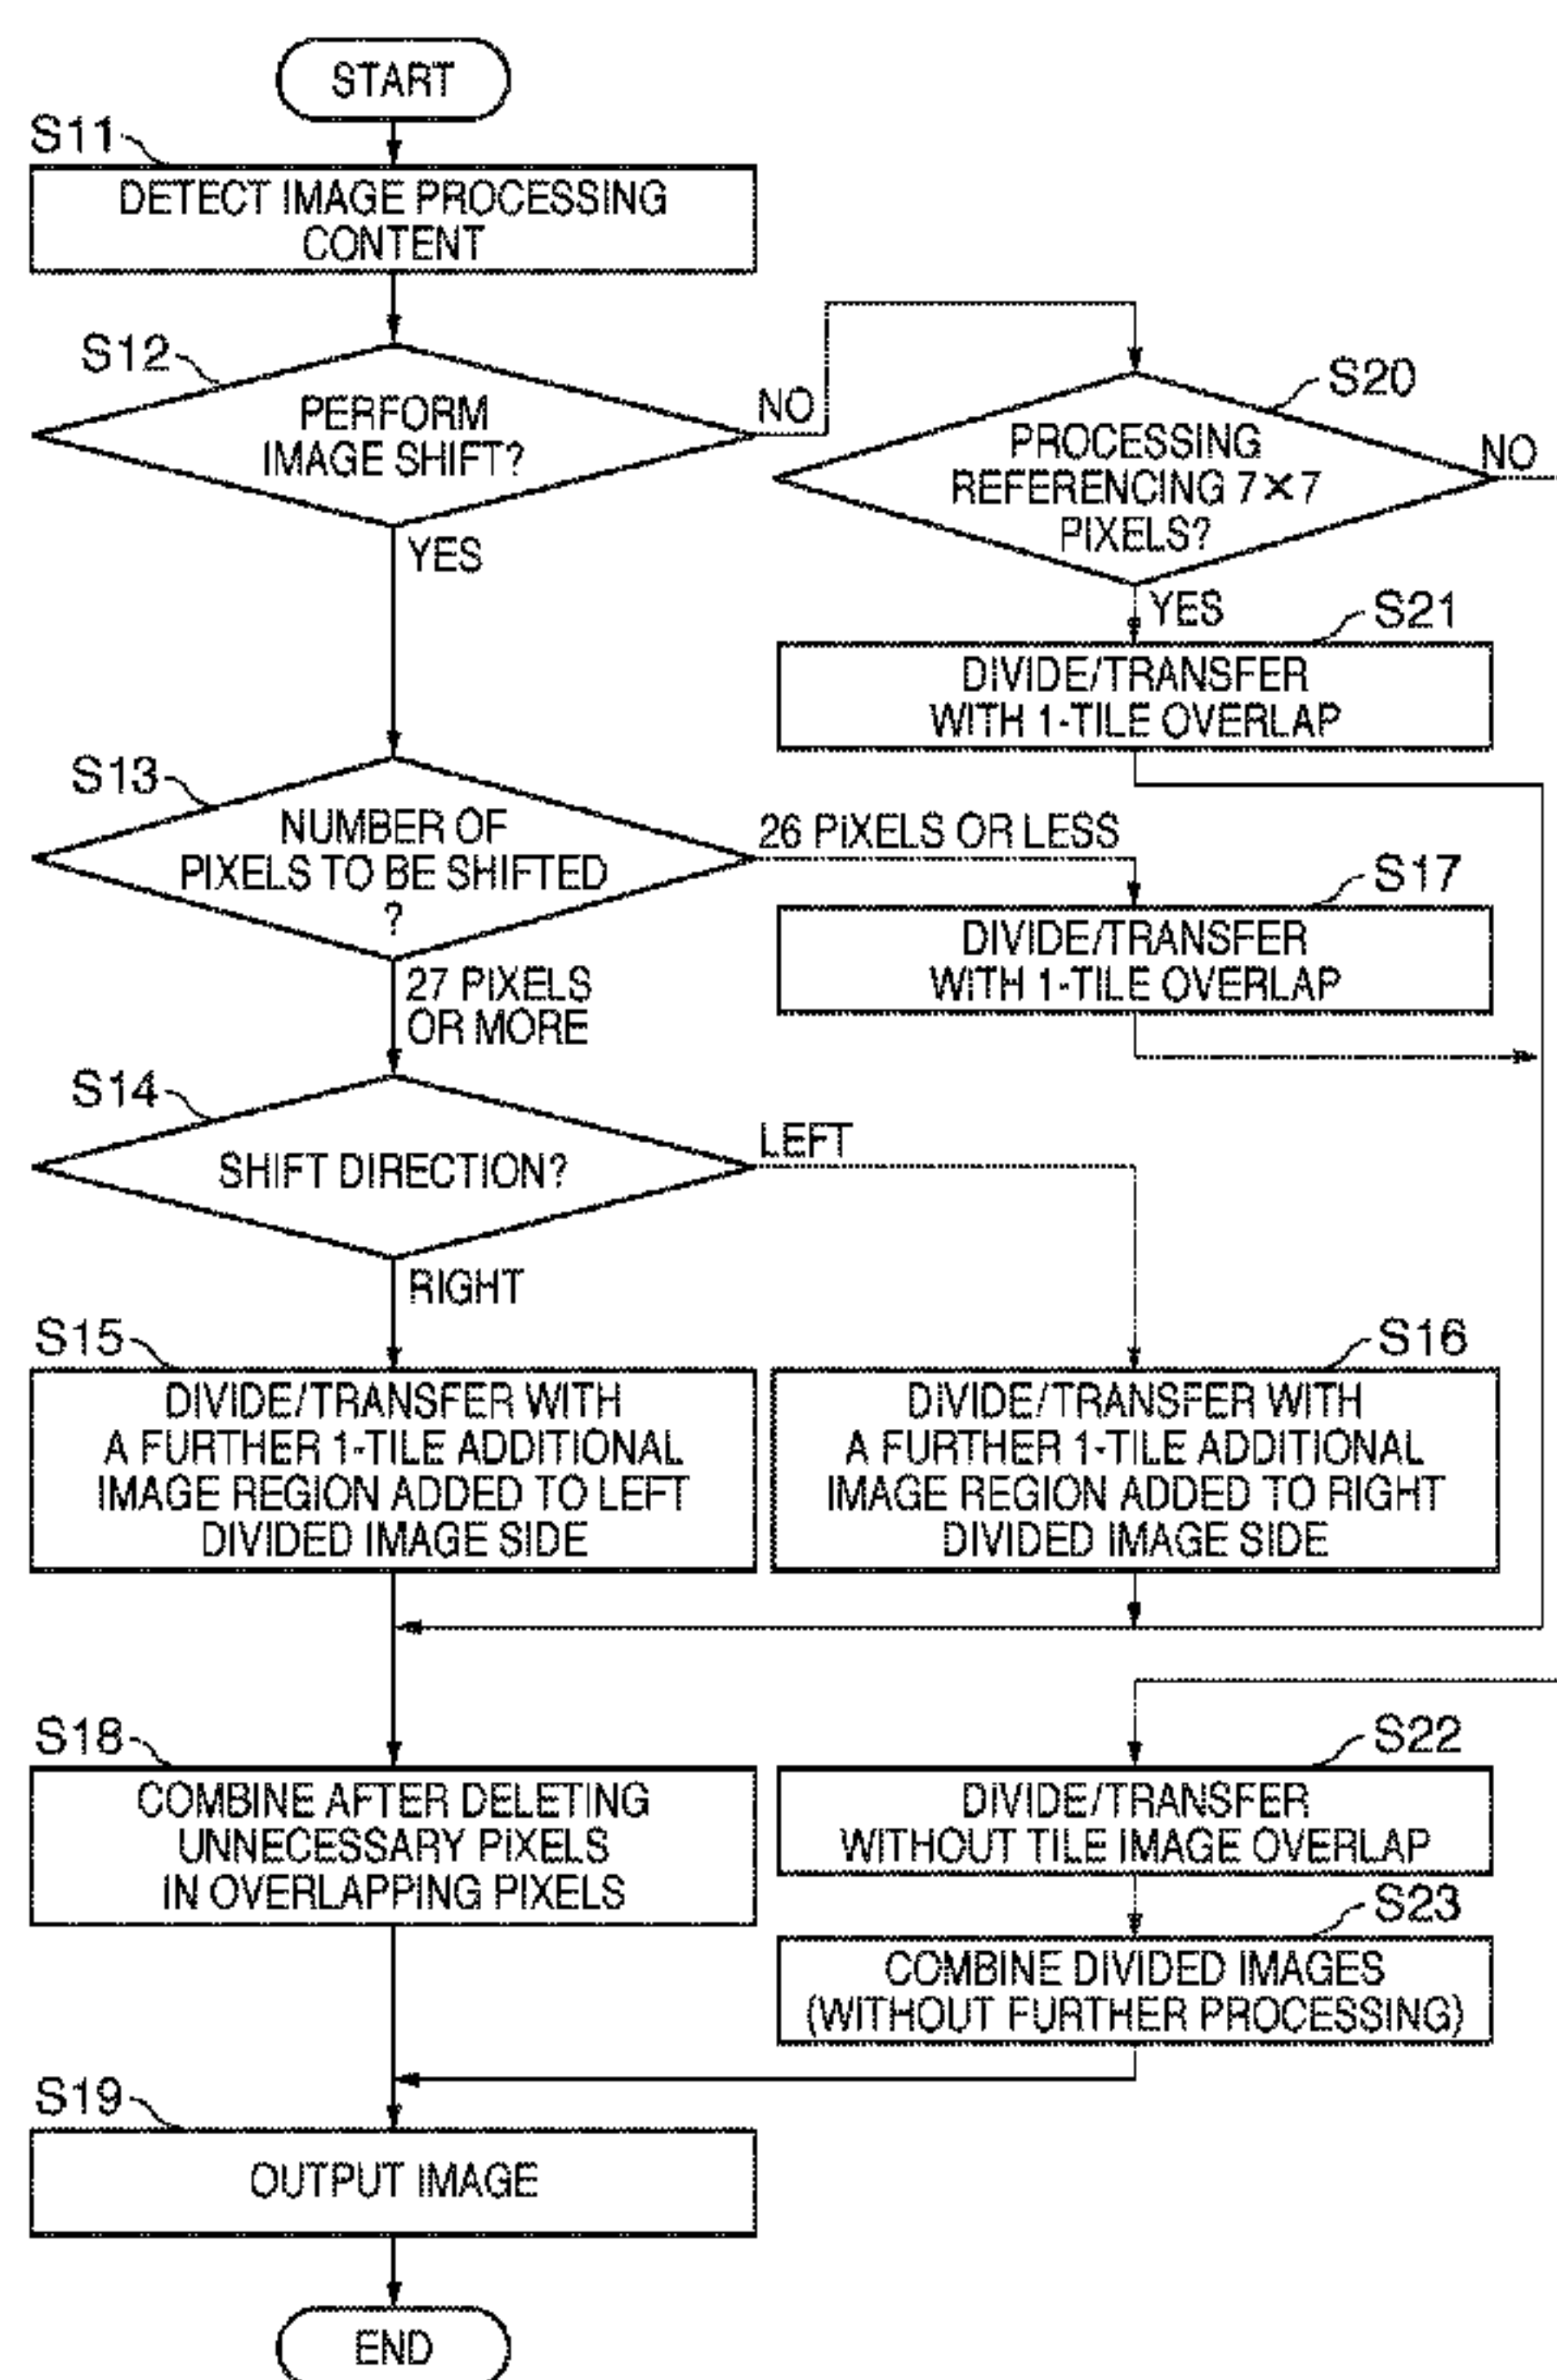 START
S11
DETECT IMAGE PROCESSING
CONTENT
S12
PERFORM
IMAGE SHIFT?
NO
YES
S20
PROCESSING
REFERENCING 7×7
PIXELS?
NO
YES
S21
DIVIDE/TRANSFER
WITH 1-TILE OVERLAP
S13
NUMBER OF
PIXELS TO BE SHIFTED
?
26 PIXELS OR LESS
27 PIXELS
OR MORE
S17
DIVIDE/TRANSFER
WITH 1-TILE OVERLAP
S14
SHIFT DIRECTION?
LEFT
RIGHT
S15
DIVIDE/TRANSFER WITH
A FURTHER 1-TILE ADDITIONAL
IMAGE REGION ADDED TO LEFT
DIVIDED IMAGE SIDE
S16
DIVIDE/TRANSFER WITH
A FURTHER 1-TILE ADDITIONAL
IMAGE REGION ADDED TO RIGHT
DIVIDED IMAGE SIDE
S18
COMBINE AFTER DELETING
UNNECESSARY PIXELS
IN OVERLAPPING PIXELS
S22
DIVIDE/TRANSFER
WITHOUT TILE IMAGE OVERLAP
S23
COMBINE DIVIDED IMAGES
(WITHOUT FURTHER PROCESSING)
S19
OUTPUT IMAGE
END